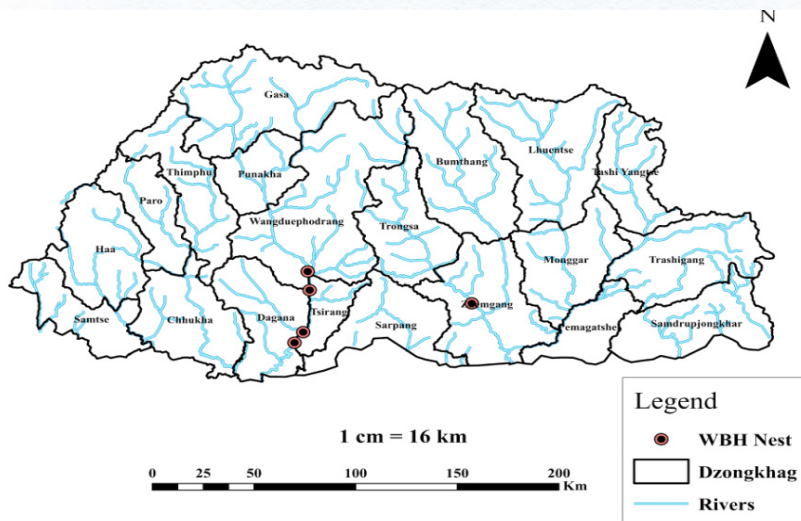 N
Gasa
Bumthang
Lhuentse
Tashi Yangtse
Thimphu
Punakha
Paro
Wangduephodrang
Trongsa
Haa
Monggar
Trashigang
Samtse
Chhukha
Dagana
Tsirang
Sarpang
Samdrupjongkhar
1 cm = 16 km
0 25 50 100 150 200
Km
Legend
WBH Nest
Dzongkhag
Rivers